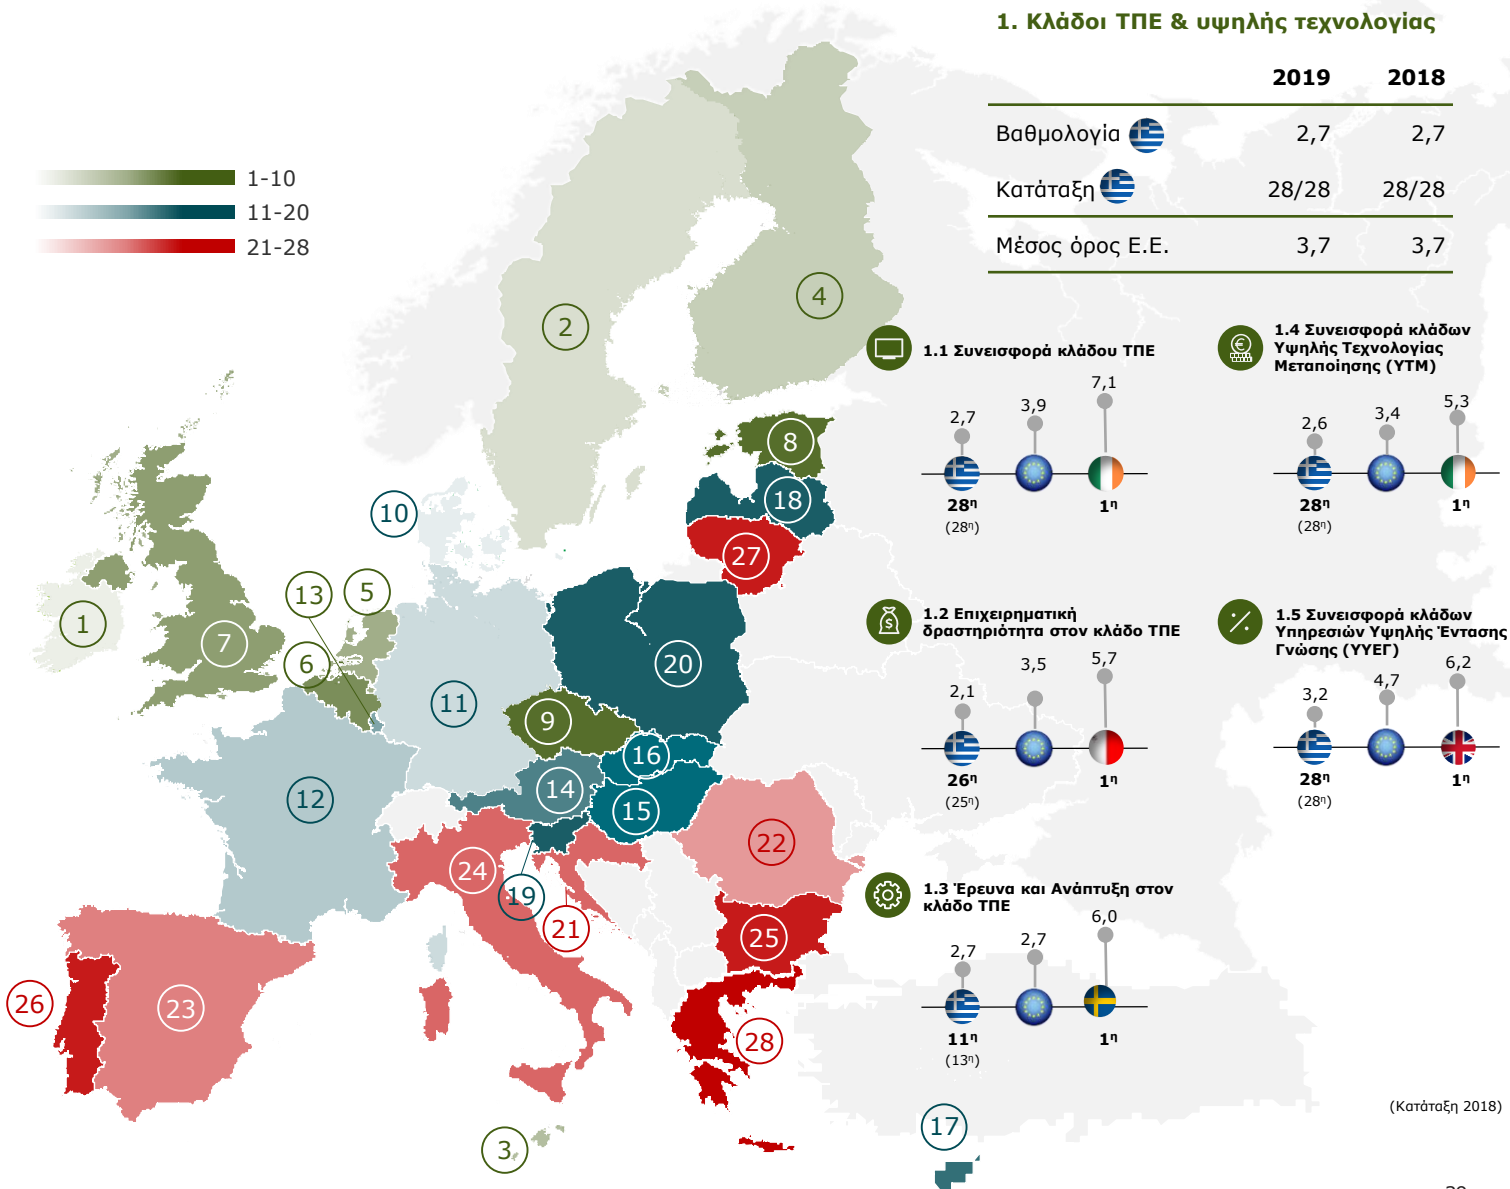 1. Κλάδοι ΤΠΕ & υψηλής τεχνολογίας
2019 2018
Βαθμολογία 2,7 2,7
Κατάταξη 28/28 28/28
Μέσος όρος Ε.Ε. 3,7 3,7
1-10
11-20
21-28
2
4
8
18
27
10
13
5
1
7
6
11
20
9
16
14
15
12
22
24
19
21
25
26
23
28
3
17
1.1 Συνεισφορά κλάδου ΤΠΕ
2,7 3,9 7,1
28η 1η
(28η)
1.2 Επιχειρηματική
δραστηριότητα στον κλάδο ΤΠΕ
2,1 3,5 5,7
26η 1η
(25η)
1.3 Έρευνα και Ανάπτυξη στον
κλάδο ΤΠΕ
2,7 2,7 6,0
11η 1η
(13η)
1.4 Συνεισφορά κλάδων
Υψηλής Τεχνολογίας
Μεταποίησης (ΥΤΜ)
2,6 3,4 5,3
28η 1η
(28η)
1.5 Συνεισφορά κλάδων
Υπηρεσιών Υψηλής Έντασης
Γνώσης (ΥΥΕΓ)
3,2 4,7 6,2
28η 1η
(28η)
(Κατάταξη 2018)